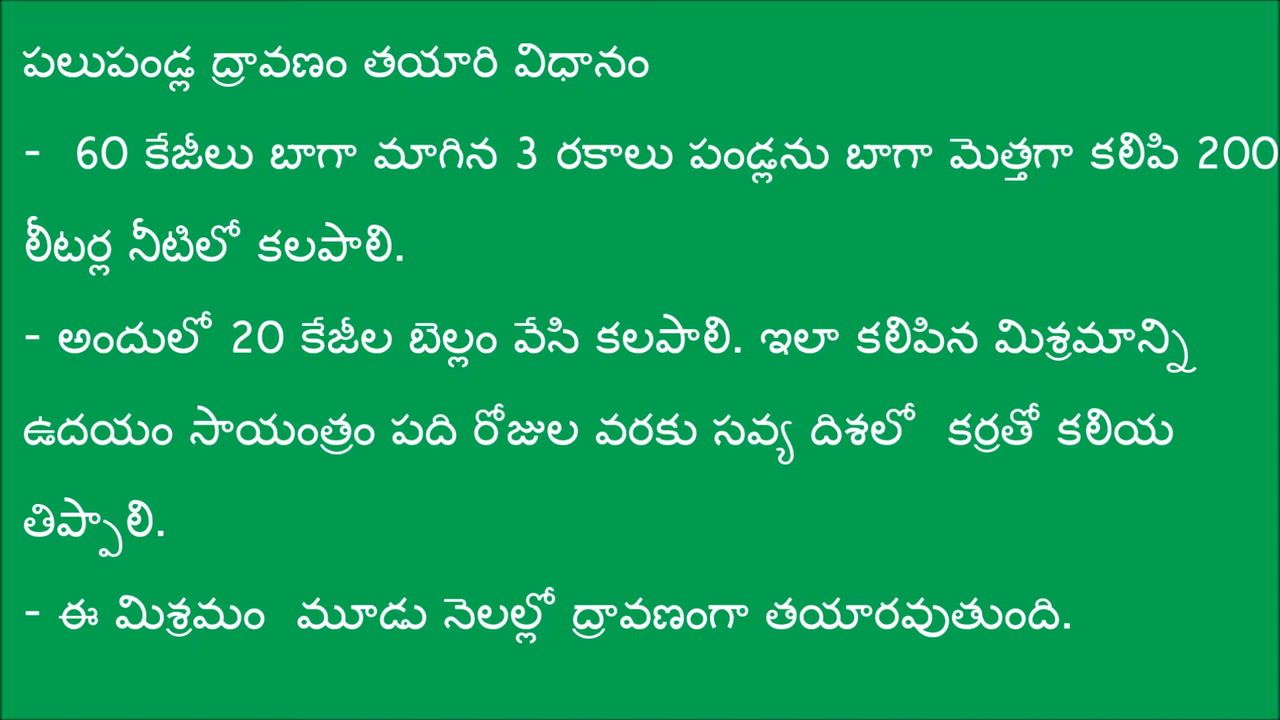 పలుపండ్ల ద్రావణం తయారి విధానం
- 60 కేజీలు బాగా మాగిన 3 రకాలు పండ్లను బాగా మెత్తగా కలిపి 200
లీటర్ల నీటిలో కలపాలి.
- అందులో 20 కేజీల బెల్లం వేసి కలపాలి. ఇలా కలిపిన మిశ్రమాన్ని
ఉదయం సాయంత్రం పది రోజుల వరకు సవ్య దిశలో కర్రతో కలియ
తిప్పాలి.
- ఈ మిశ్రమం మూడు నెలల్లో ద్రావణంగా తయారవుతుంది.